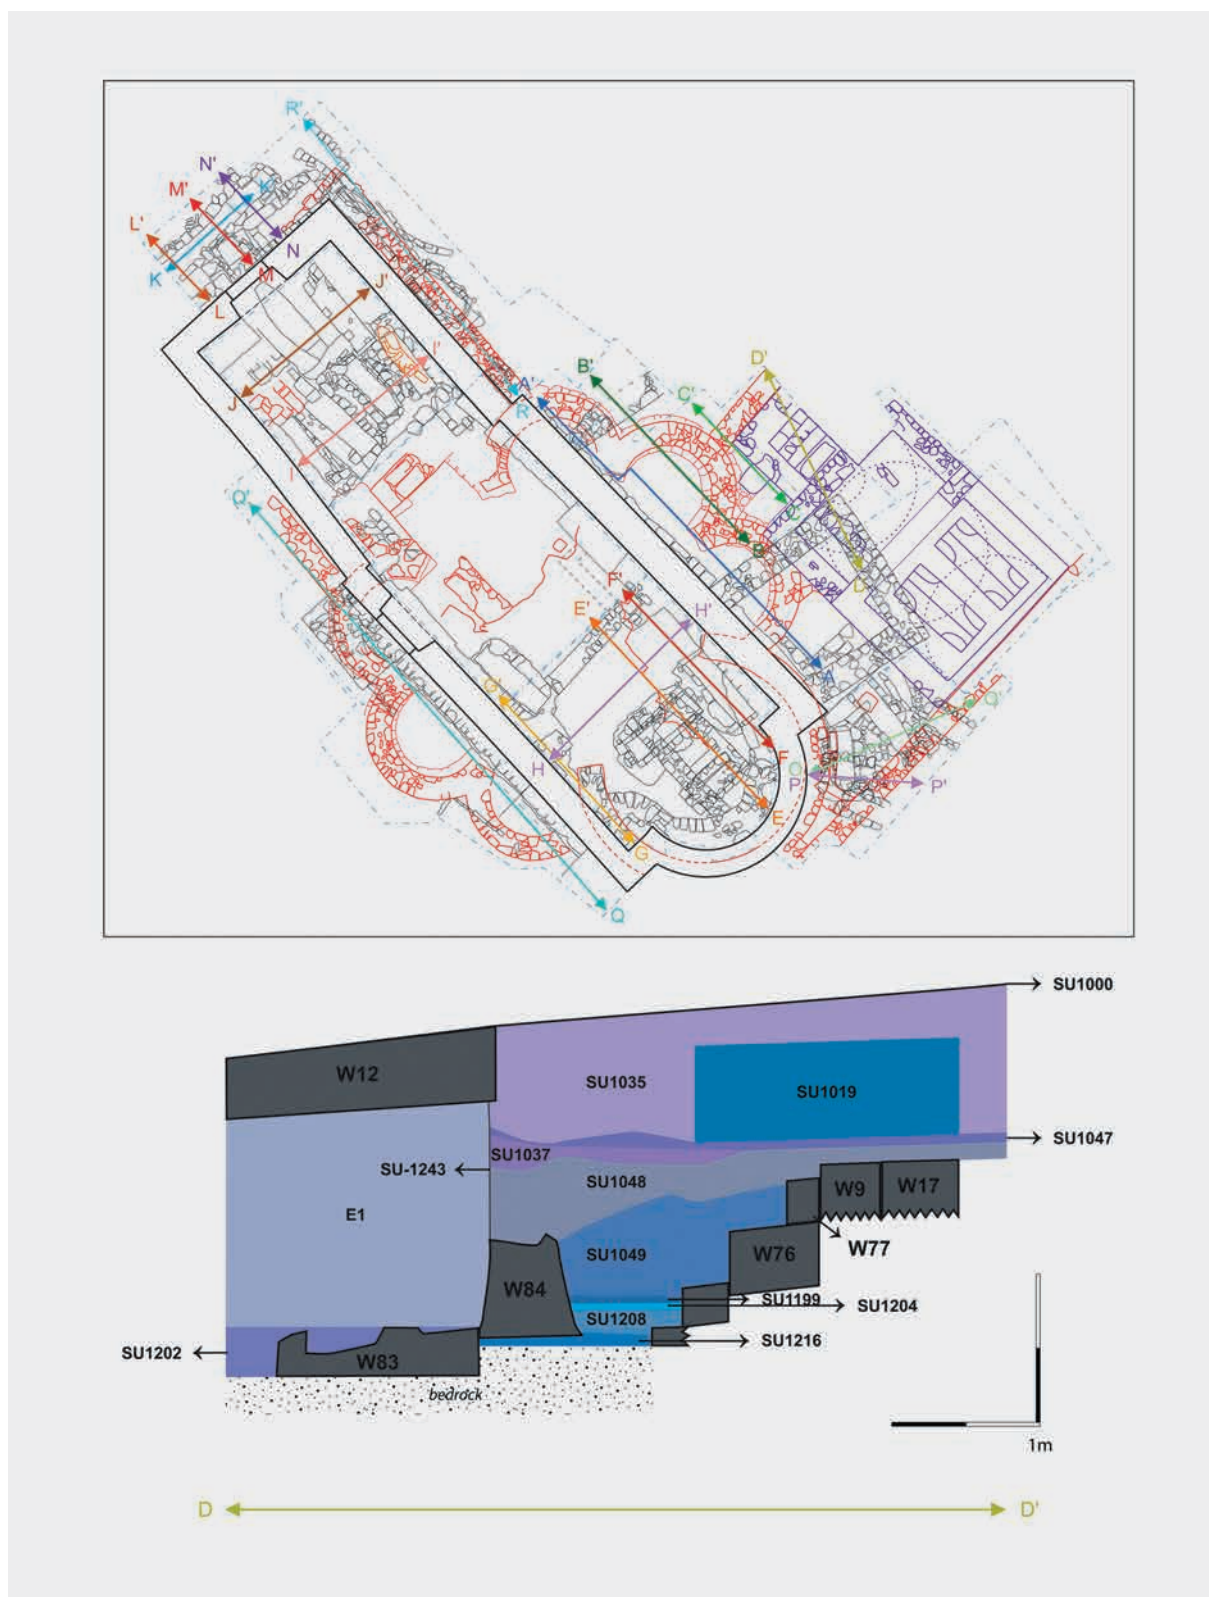 R'
N'
K'
M'
L'
K
N
M
L
J'
I'
J
I
A'
R
B'
C'
D'
Q'
C
B
D
F'
E'
H'
A
G'
H
F
O
O'
P
P'
E
G
Q
SU1000
W12
SU1035
SU1019
SU1047
SU1037
SU-1243
SU1048
W9
W17
E1
SU1049
W76
W77
W84
SU1199
SU1204
SU1208
SU1216
SU1202
W83
bedrock
1m
D
D'